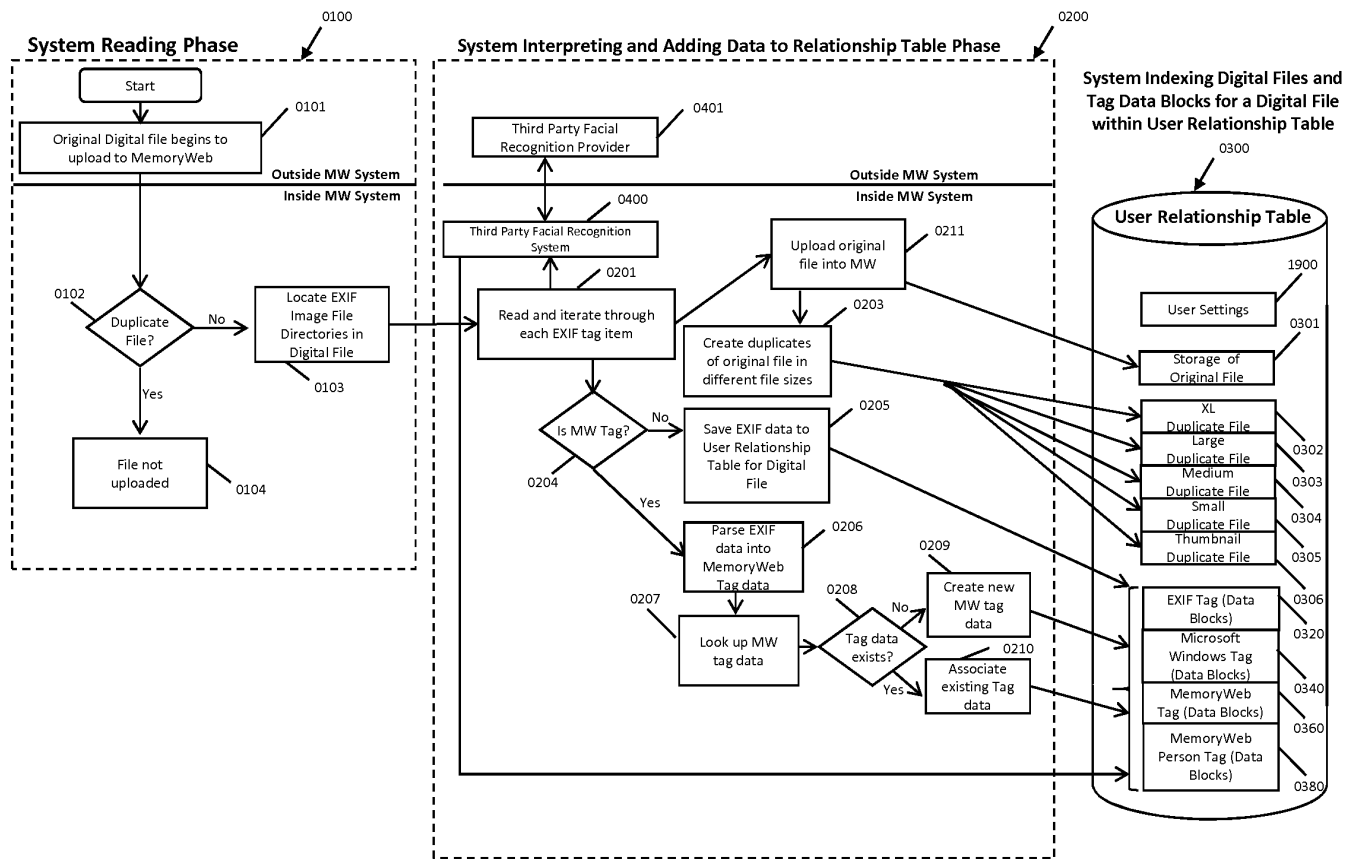 0100
System Reading Phase
Start
0101
Original Digital file begins to
upload to MemoryWeb
Outside MW System
Inside MW System
0102
Duplicate
File?
No
Locate EXIF
Image File
Directories in
Digital File
0103
Yes
File not
uploaded
0104
0200
System Interpreting and Adding Data to Relationship Table Phase
0401
Third Party Facial
Recognition Provider
Outside MW System
Inside MW System
0400
Third Party Facial Recognition
System
0201
Read and iterate through
each EXIF tag item
Upload original
file into MW
0211
0203
Create duplicates
of original file in
different file sizes
Is MW Tag?
No
0204
0205
Save EXIF data to
User Relationship
Table for Digital
File
Yes
Parse EXIF
data into
MemoryWeb
Tag data
0206
0207
Look up MW
tag data
0208
Tag data
exists?
No
Yes
0209
Create new
MW tag
data
0210
Associate
existing Tag
data
System Indexing Digital Files and
Tag Data Blocks for a Digital File
within User Relationship Table
0300
User Relationship Table
1900
User Settings
0301
Storage of
Original File
XL
Duplicate File
0302
Large
Duplicate File
0303
Medium
Duplicate File
0304
Small
Duplicate File
0305
Thumbnail
Duplicate File
0306
EXIF Tag (Data
Blocks)
0320
Microsoft
Windows Tag
(Data Blocks)
0340
MemoryWeb
Tag (Data Blocks)
0360
MemoryWeb
Person Tag (Data
Blocks)
0380